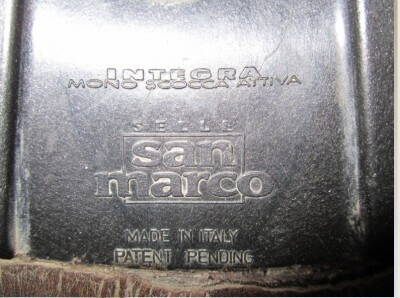 INTEGRA
MONO SCOCCA ATTIVA
SELLE
san
marco
MADE IN ITALY
PATENT PENDING